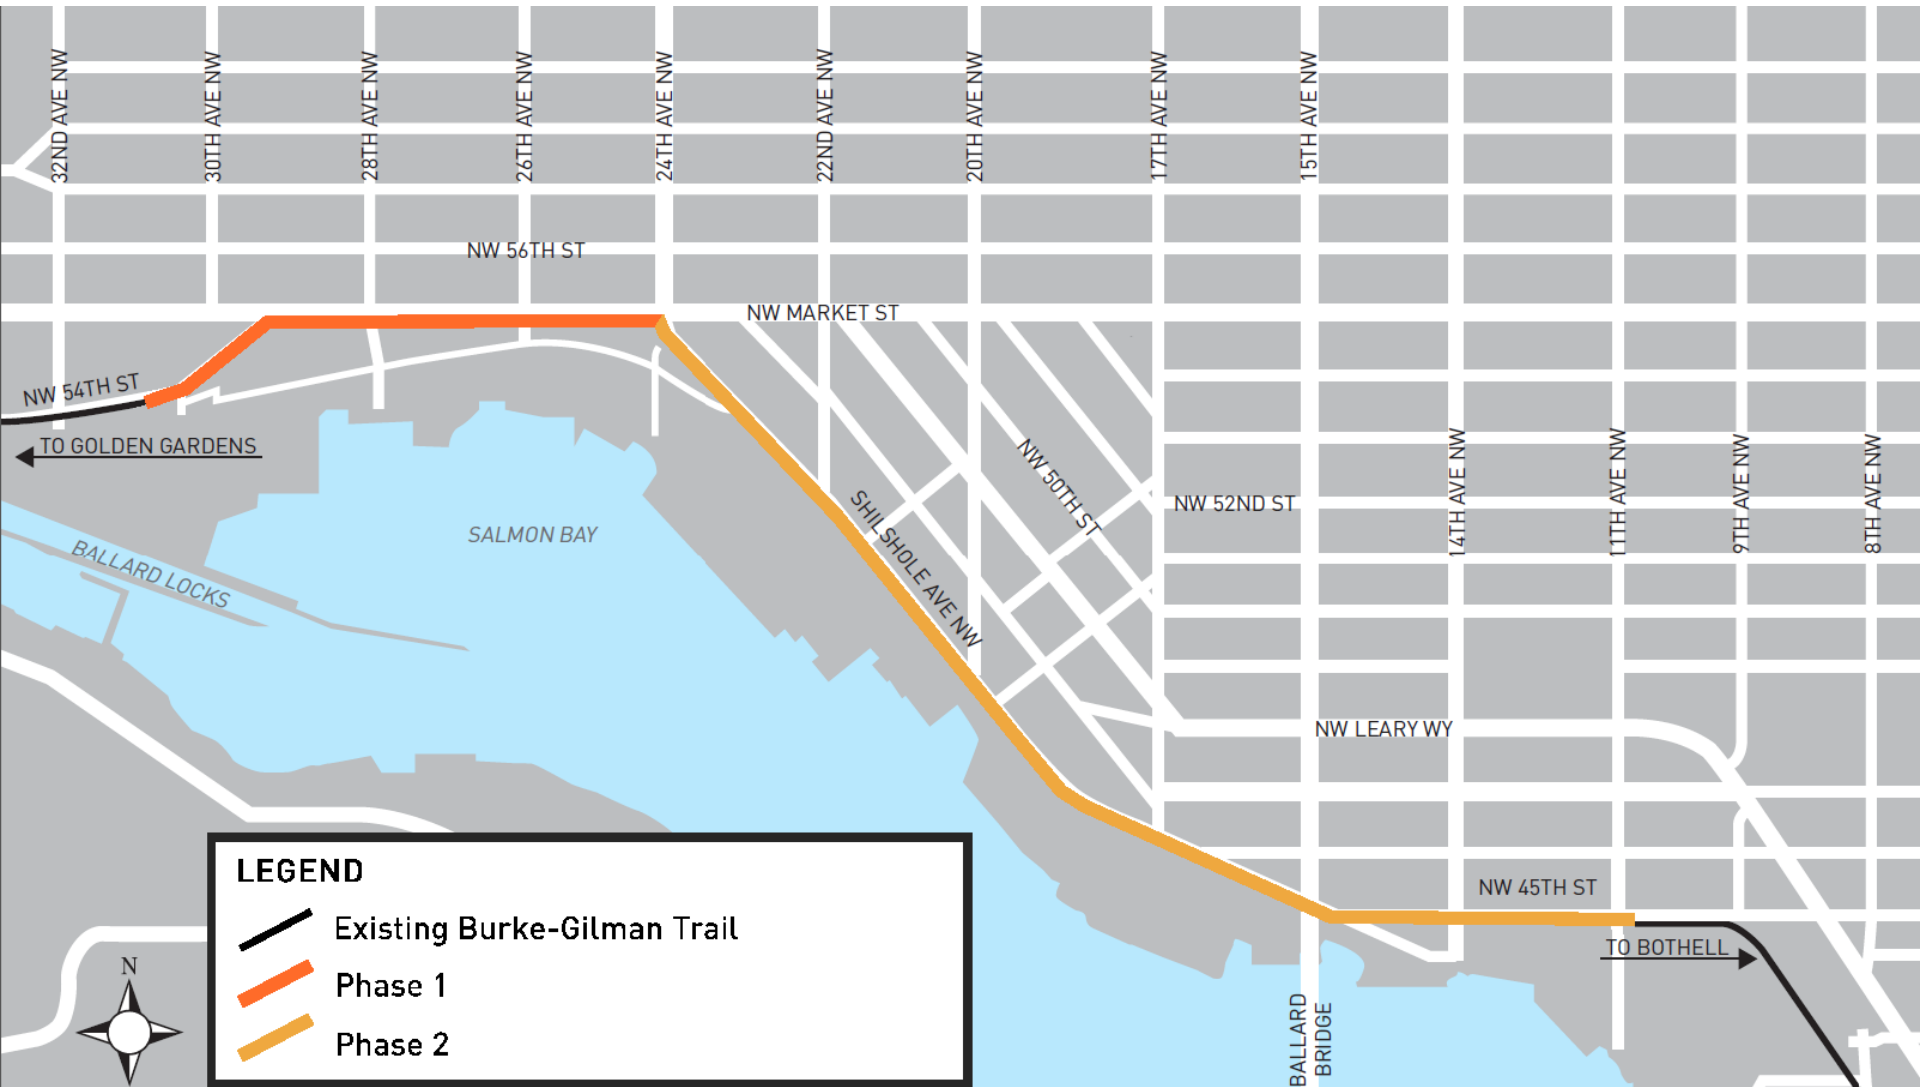 32ND AVE NW
30TH AVE NW
28TH AVE NW
26TH AVE NW
24TH AVE NW
22ND AVE NW
20TH AVE NW
17TH AVE NW
15TH AVE NW
NW 56TH ST
NW MARKET ST
NW 54TH ST
TO GOLDEN GARDENS
SALMON BAY
BALLARD LOCKS
SHILSHOLE AVE NW
NW 50TH ST
NW 52ND ST
14TH AVE NW
11TH AVE NW
9TH AVE NW
8TH AVE NW
NW LEARY WY
NW 45TH ST
TO BOTHELL
BALLARD
BRIDGE
N
LEGEND
Existing Burke-Gilman Trail
Phase 1
Phase 2